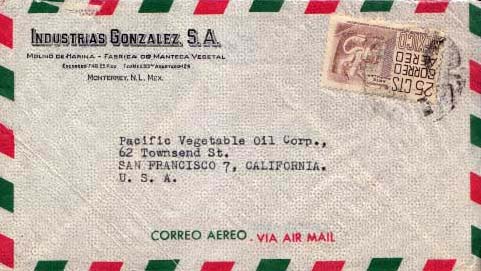 INDUSTRIAS GONZALEZ, S.A.
MOLINO DE HARINA - FABRICA DE MANTECA VEGETAL
MONTERREY, N.L. MEX.
MEXICO
CORREO
AEREO
25 CTS
Pacific Vegetable Oil Corp.,
62 Townsend St.
SAN FRANCISCO 7, CALIFORNIA.
U. S. A.
CORREO AEREO - VIA AIR MAIL